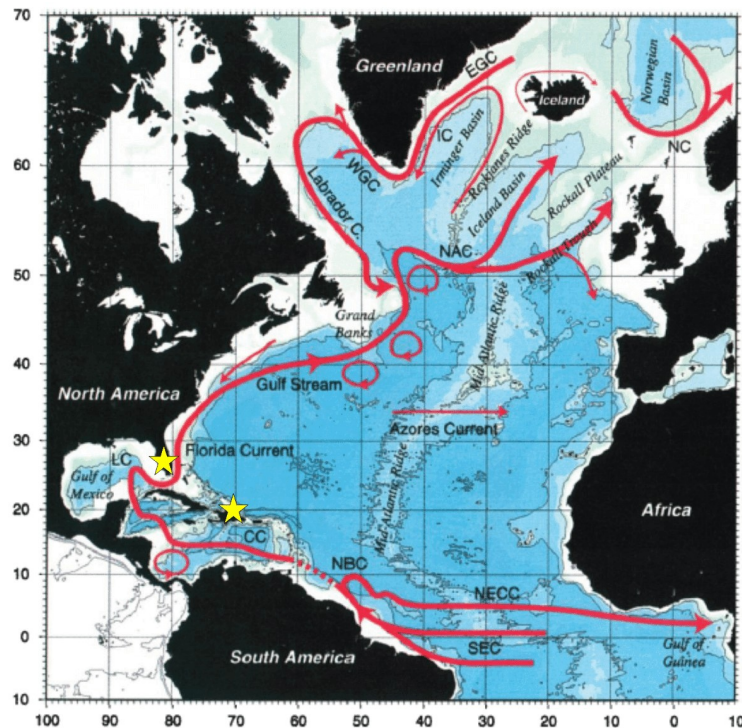 70
Greenland
EGC
Iceland
Norwegian
Basin
60
IC
Irminger Basin
Reykjanes Ridge
Iceland Basin
Rockall Plateau
NC
WGC
Labrador C.
50
NAC
Rockall Trough
Grand
Banks
40
Mid-Atlantic Ridge
Gulf Stream
North America
Azores Current
30
LC
Florida Current
Gulf of
Mexico
Mid-Atlantic Ridge
Africa
20
CC
10
NBC
NECC
0
SEC
Gulf of
Guinea
South America
10
100 90 80 70 60 50 40 30 20 10 0 10